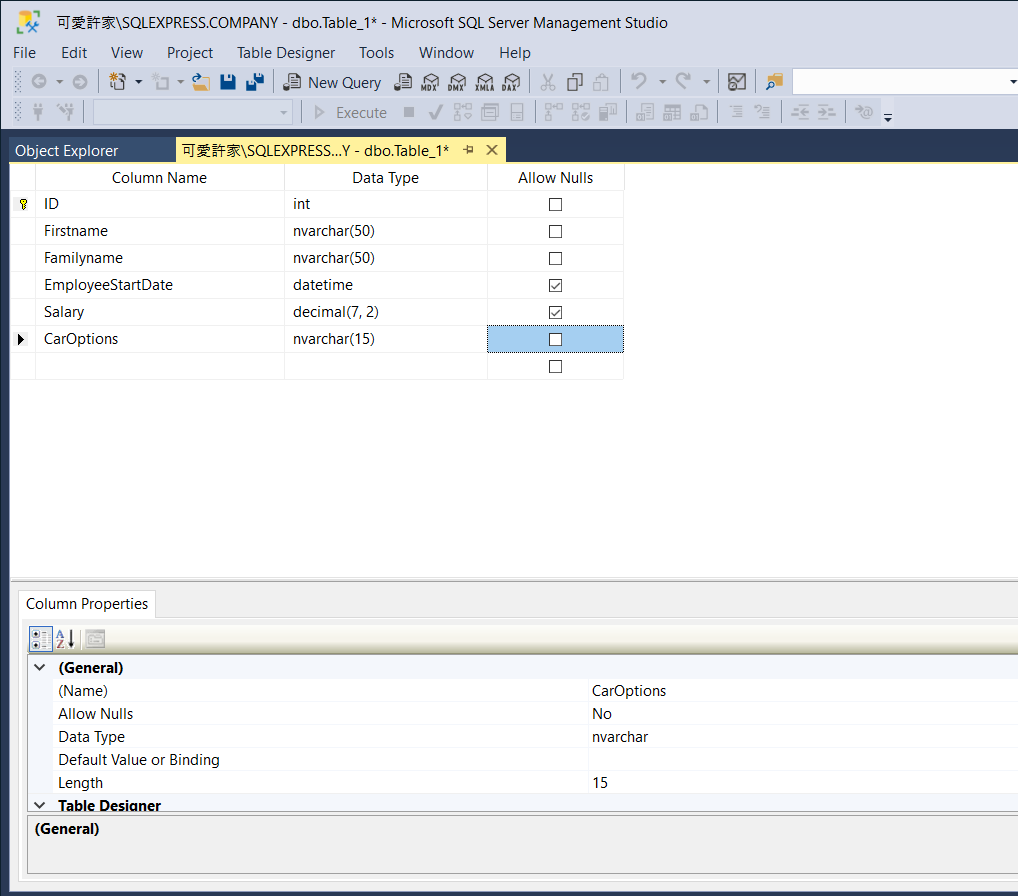 可愛許家\SQLEXPRESS.COMPANY - dbo.Table_1* - Microsoft SQL Server Management Studio
File Edit View Project Table Designer Tools Window Help
New Query MDX DMX XMLA DAX
Execute
Object Explorer 可愛許家\SQLEXPRESS...Y - dbo.Table_1*
Column Name Data Type Allow Nulls
ID int
Firstname nvarchar(50)
Familyname nvarchar(50)
EmployeeStartDate datetime
Salary decimal(7, 2)
CarOptions nvarchar(15)
Column Properties
(General)
(Name) CarOptions
Allow Nulls No
Data Type nvarchar
Default Value or Binding
Length 15
Table Designer
(General)